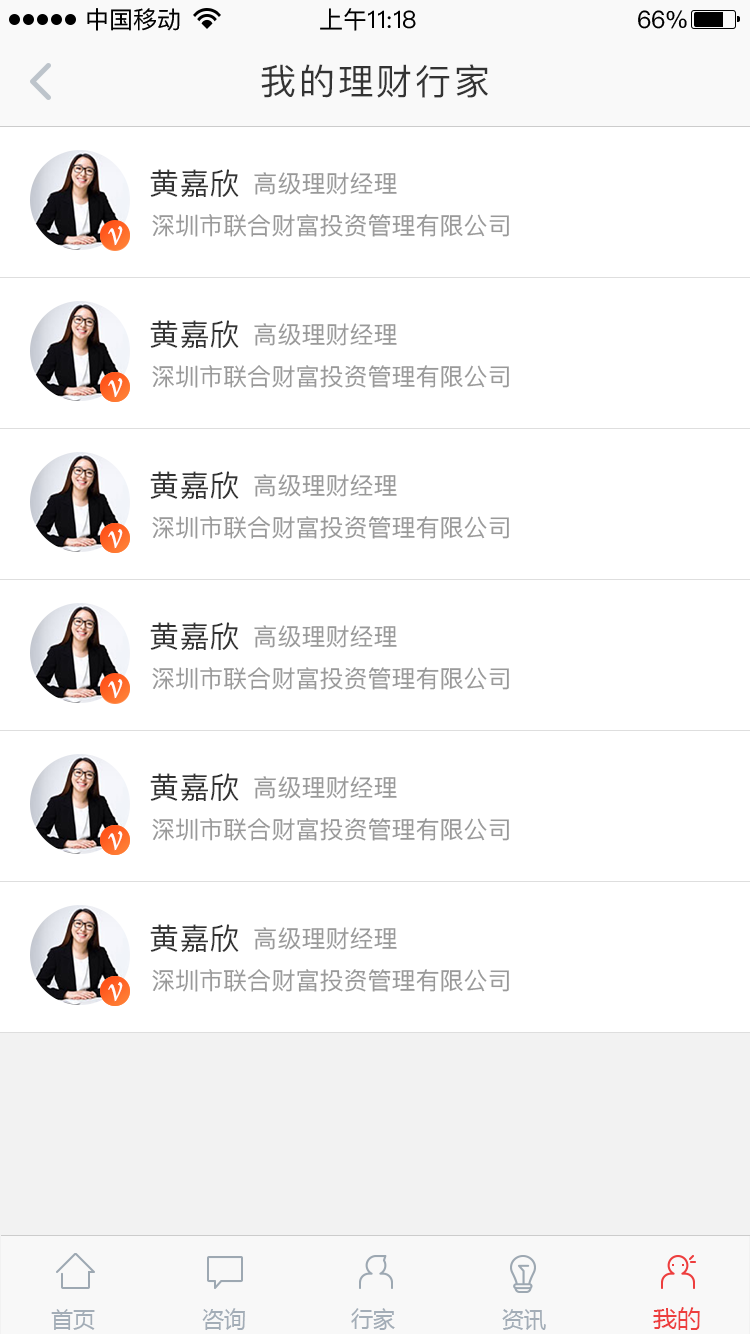 中国移动 上午11:18 66%
我的理财行家
黄嘉欣 高级理财经理
深圳市联合财富投资管理有限公司
黄嘉欣 高级理财经理
深圳市联合财富投资管理有限公司
黄嘉欣 高级理财经理
深圳市联合财富投资管理有限公司
黄嘉欣 高级理财经理
深圳市联合财富投资管理有限公司
黄嘉欣 高级理财经理
深圳市联合财富投资管理有限公司
黄嘉欣 高级理财经理
深圳市联合财富投资管理有限公司
首页 咨询 行家 资讯 我的